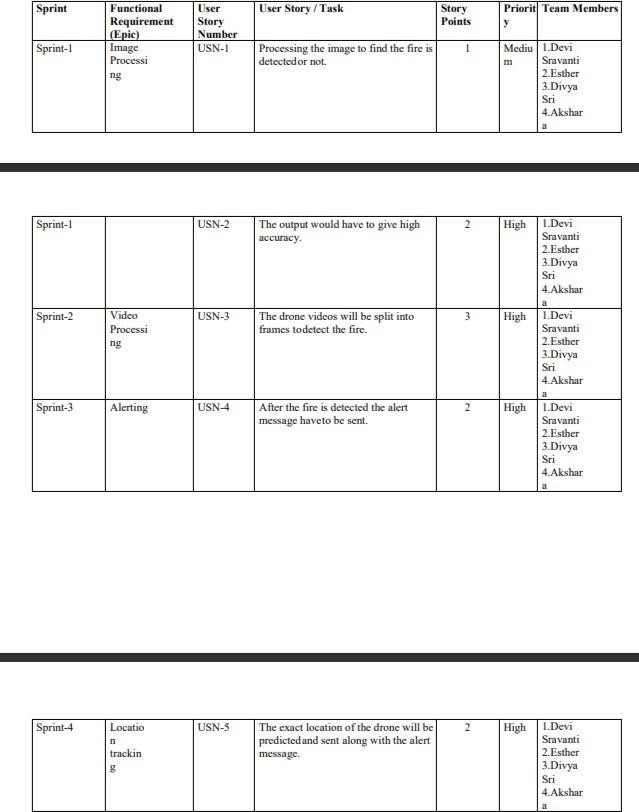 Sprint Functional Requirement (Epic) User Story Number User Story / Task Story Points Priorit y Team Members
Sprint-1 Image Processi ng USN-1 Processing the image to find the fire is detected or not. 1 Mediu m 1.Devi Sravanti 2.Esther 3.Divya Sri 4.Akshar a
Sprint-1 USN-2 The output would have to give high accuracy. 2 High 1.Devi Sravanti 2.Esther 3.Divya Sri 4.Akshar a
Sprint-2 Video Processi ng USN-3 The drone videos will be split into frames todetect the fire. 3 High 1.Devi Sravanti 2.Esther 3.Divya Sri 4.Akshar a
Sprint-3 Alerting USN-4 After the fire is detected the alert message haveto be sent. 2 High 1.Devi Sravanti 2.Esther 3.Divya Sri 4.Akshar a
Sprint-4 Locatio n trackin g USN-5 The exact location of the drone will be predictedand sent along with the alert message. 2 High 1.Devi Sravanti 2.Esther 3.Divya Sri 4.Akshar a